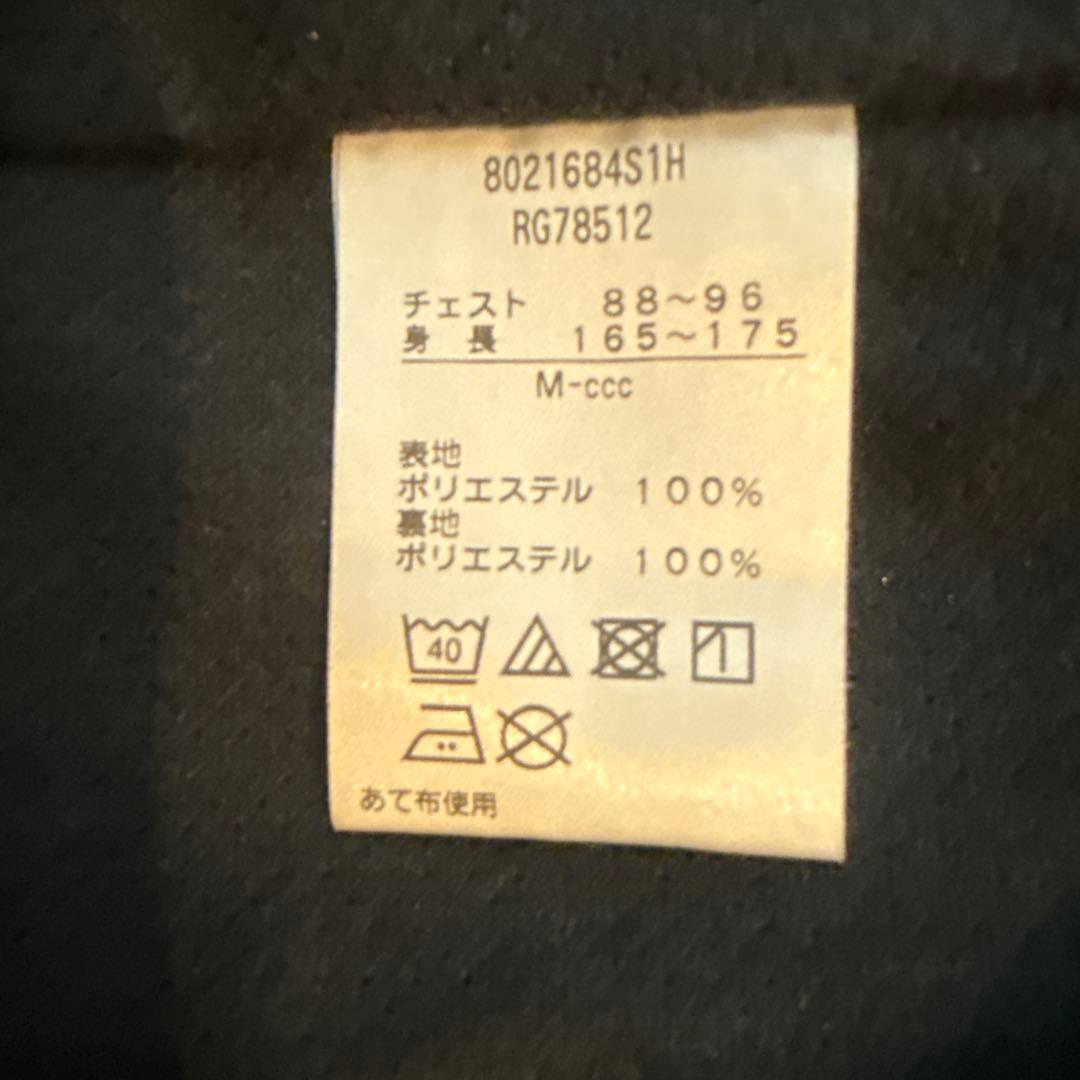 8021684S1H
RG78512
チェスト 88～96
身 長 165～175
M-ccc
表地
ポリエステル 100%
裏地
ポリエステル 100%
40
あて布使用